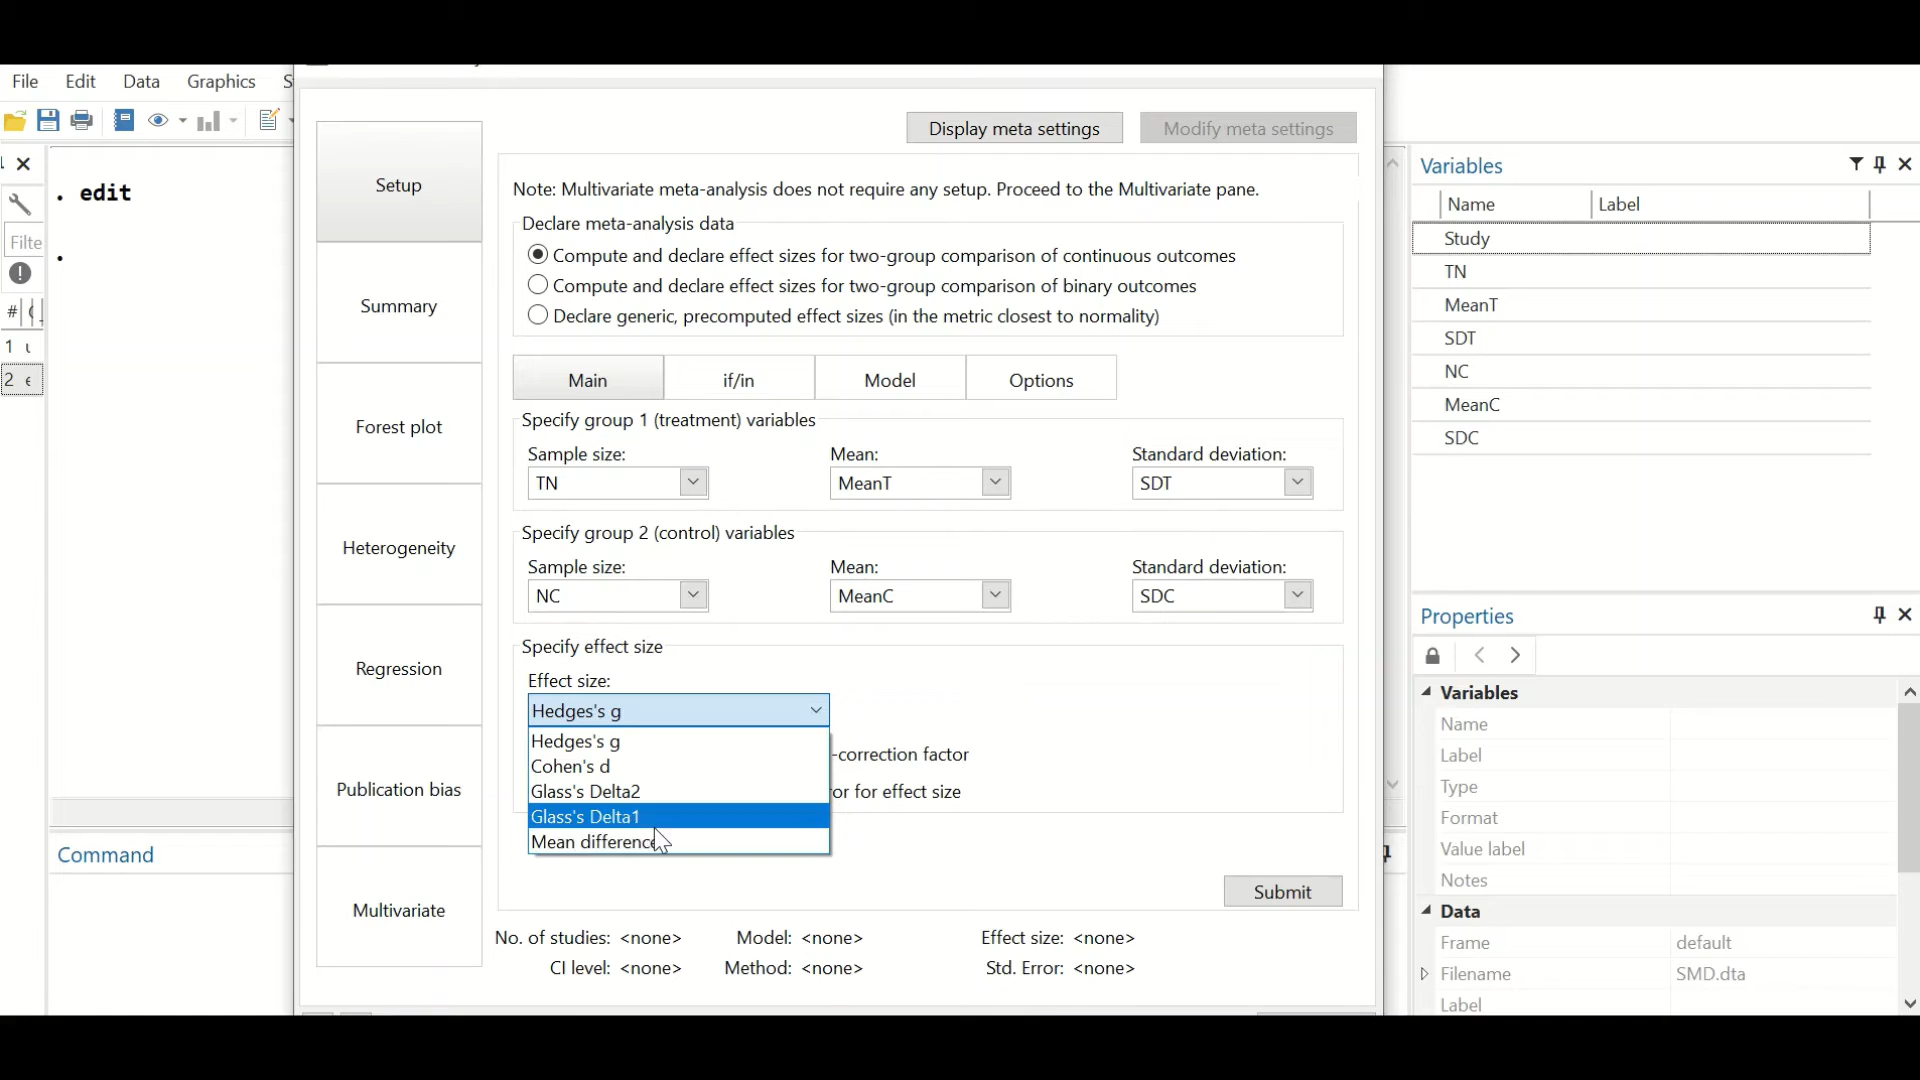 File Edit Data Graphics
Display meta settings Modify meta settings
Setup
Summary
Forest plot
Heterogeneity
Regression
Publication bias
Multivariate
. edit
.
Filte
#
1
2
Command
Note: Multivariate meta-analysis does not require any setup. Proceed to the Multivariate pane.
Declare meta-analysis data
Compute and declare effect sizes for two-group comparison of continuous outcomes
Compute and declare effect sizes for two-group comparison of binary outcomes
Declare generic, precomputed effect sizes (in the metric closest to normality)
Main if/in Model Options
Specify group 1 (treatment) variables
Sample size: Mean: Standard deviation:
TN MeanT SDT
Specify group 2 (control) variables
Sample size: Mean: Standard deviation:
NC MeanC SDC
Specify effect size
Effect size:
Hedges's g
Hedges's g
Cohen's d
Glass's Delta2
Glass's Delta1
Mean difference
-correction factor
or for effect size
Submit
No. of studies: <none> Model: <none> Effect size: <none>
CI level: <none> Method: <none> Std. Error: <none>
Variables
Name Label
Study
TN
MeanT
SDT
NC
MeanC
SDC
Properties
Variables
Name
Label
Type
Format
Value label
Notes
Data
Frame default
Filename SMD.dta
Label